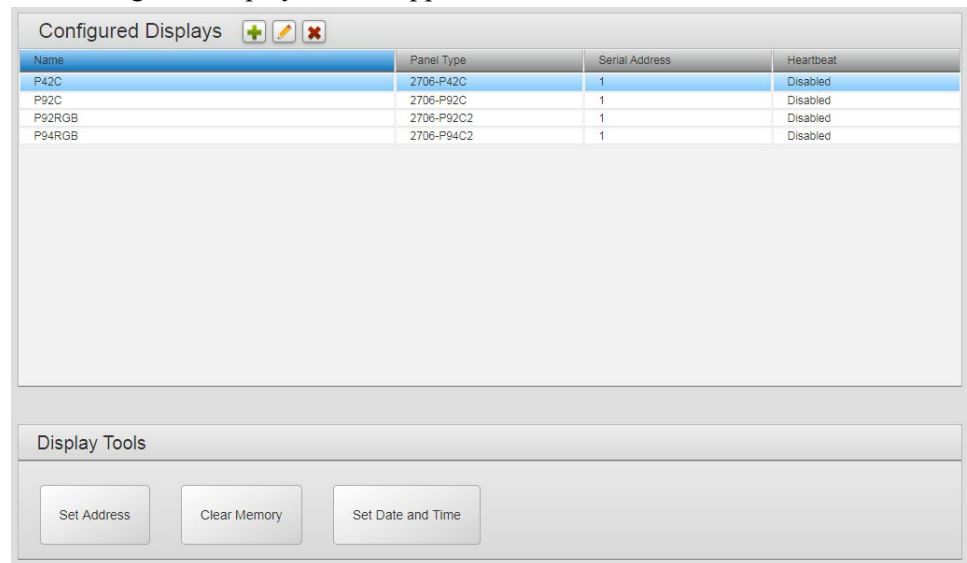 Configured Displays
Name Panel Type Serial Address Heartbeat
P42C 2706-P42C 1 Disabled
P92C 2706-P92C 1 Disabled
P92RGB 2706-P92C2 1 Disabled
P94RGB 2706-P94C2 1 Disabled
Display Tools
Set Address Clear Memory Set Date and Time